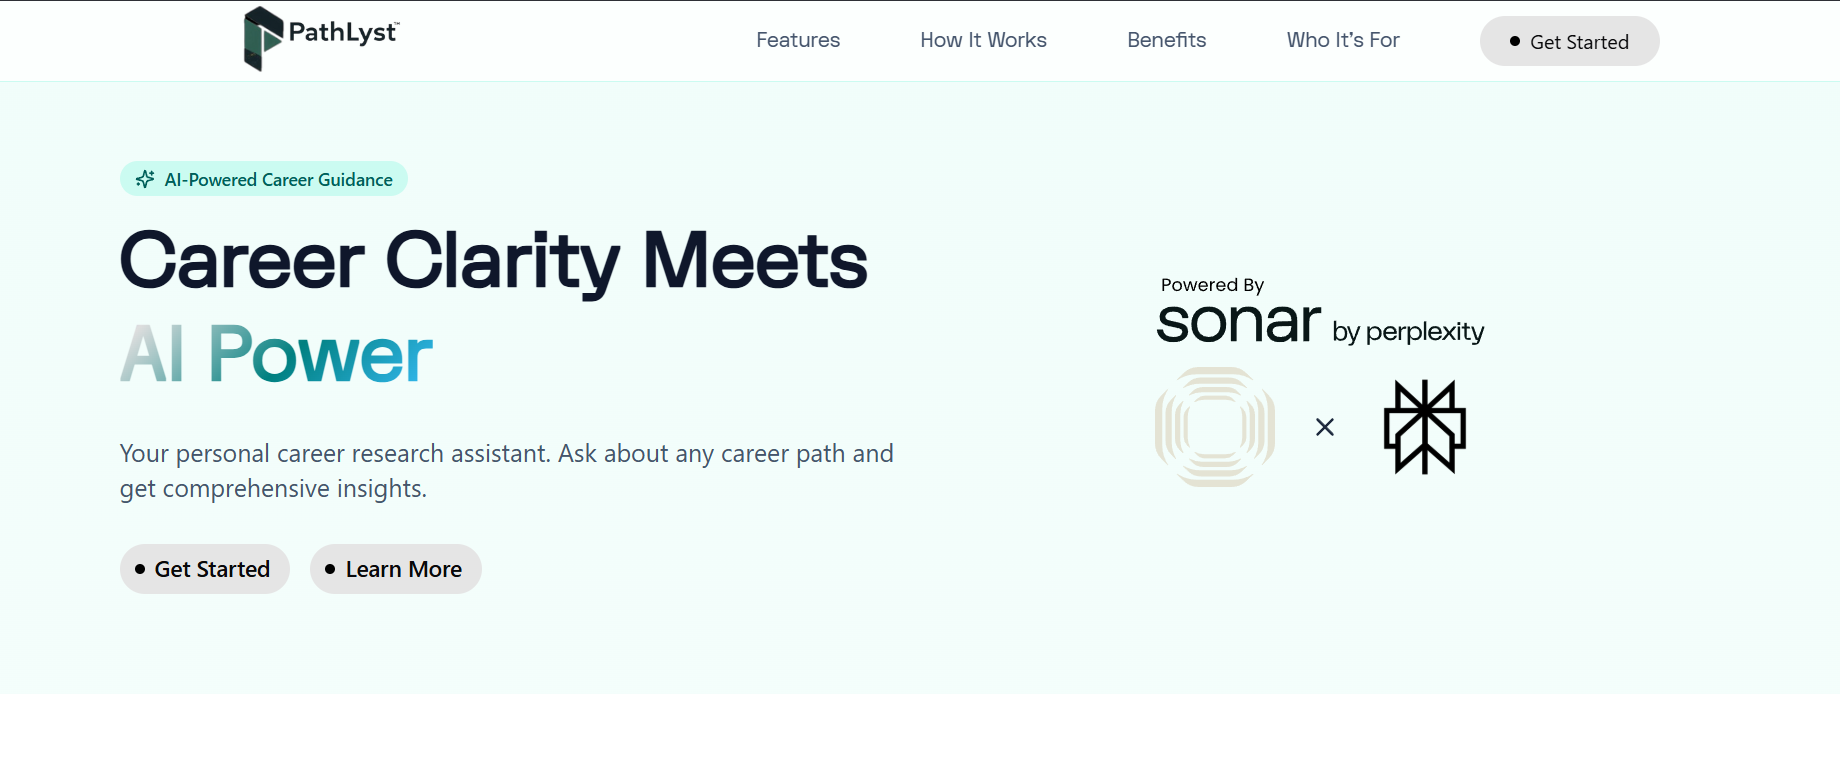 PathLyst™
Features
How It Works
Benefits
Who It's For
Get Started
AI-Powered Career Guidance
Career Clarity Meets
AI Power
Your personal career research assistant. Ask about any career path and
get comprehensive insights.
Get Started
Learn More
Powered By
sonar by perplexity